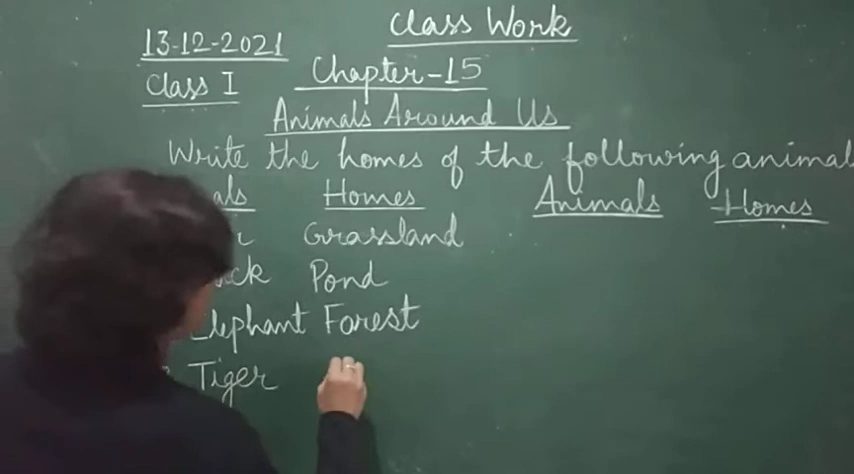 Class Work
13-12-2021
Class I Chapter-15
Animals Around Us
Write the homes of the following animal
Homes Animals Homes
Grassland
Pond
Elephant Forest
Tiger